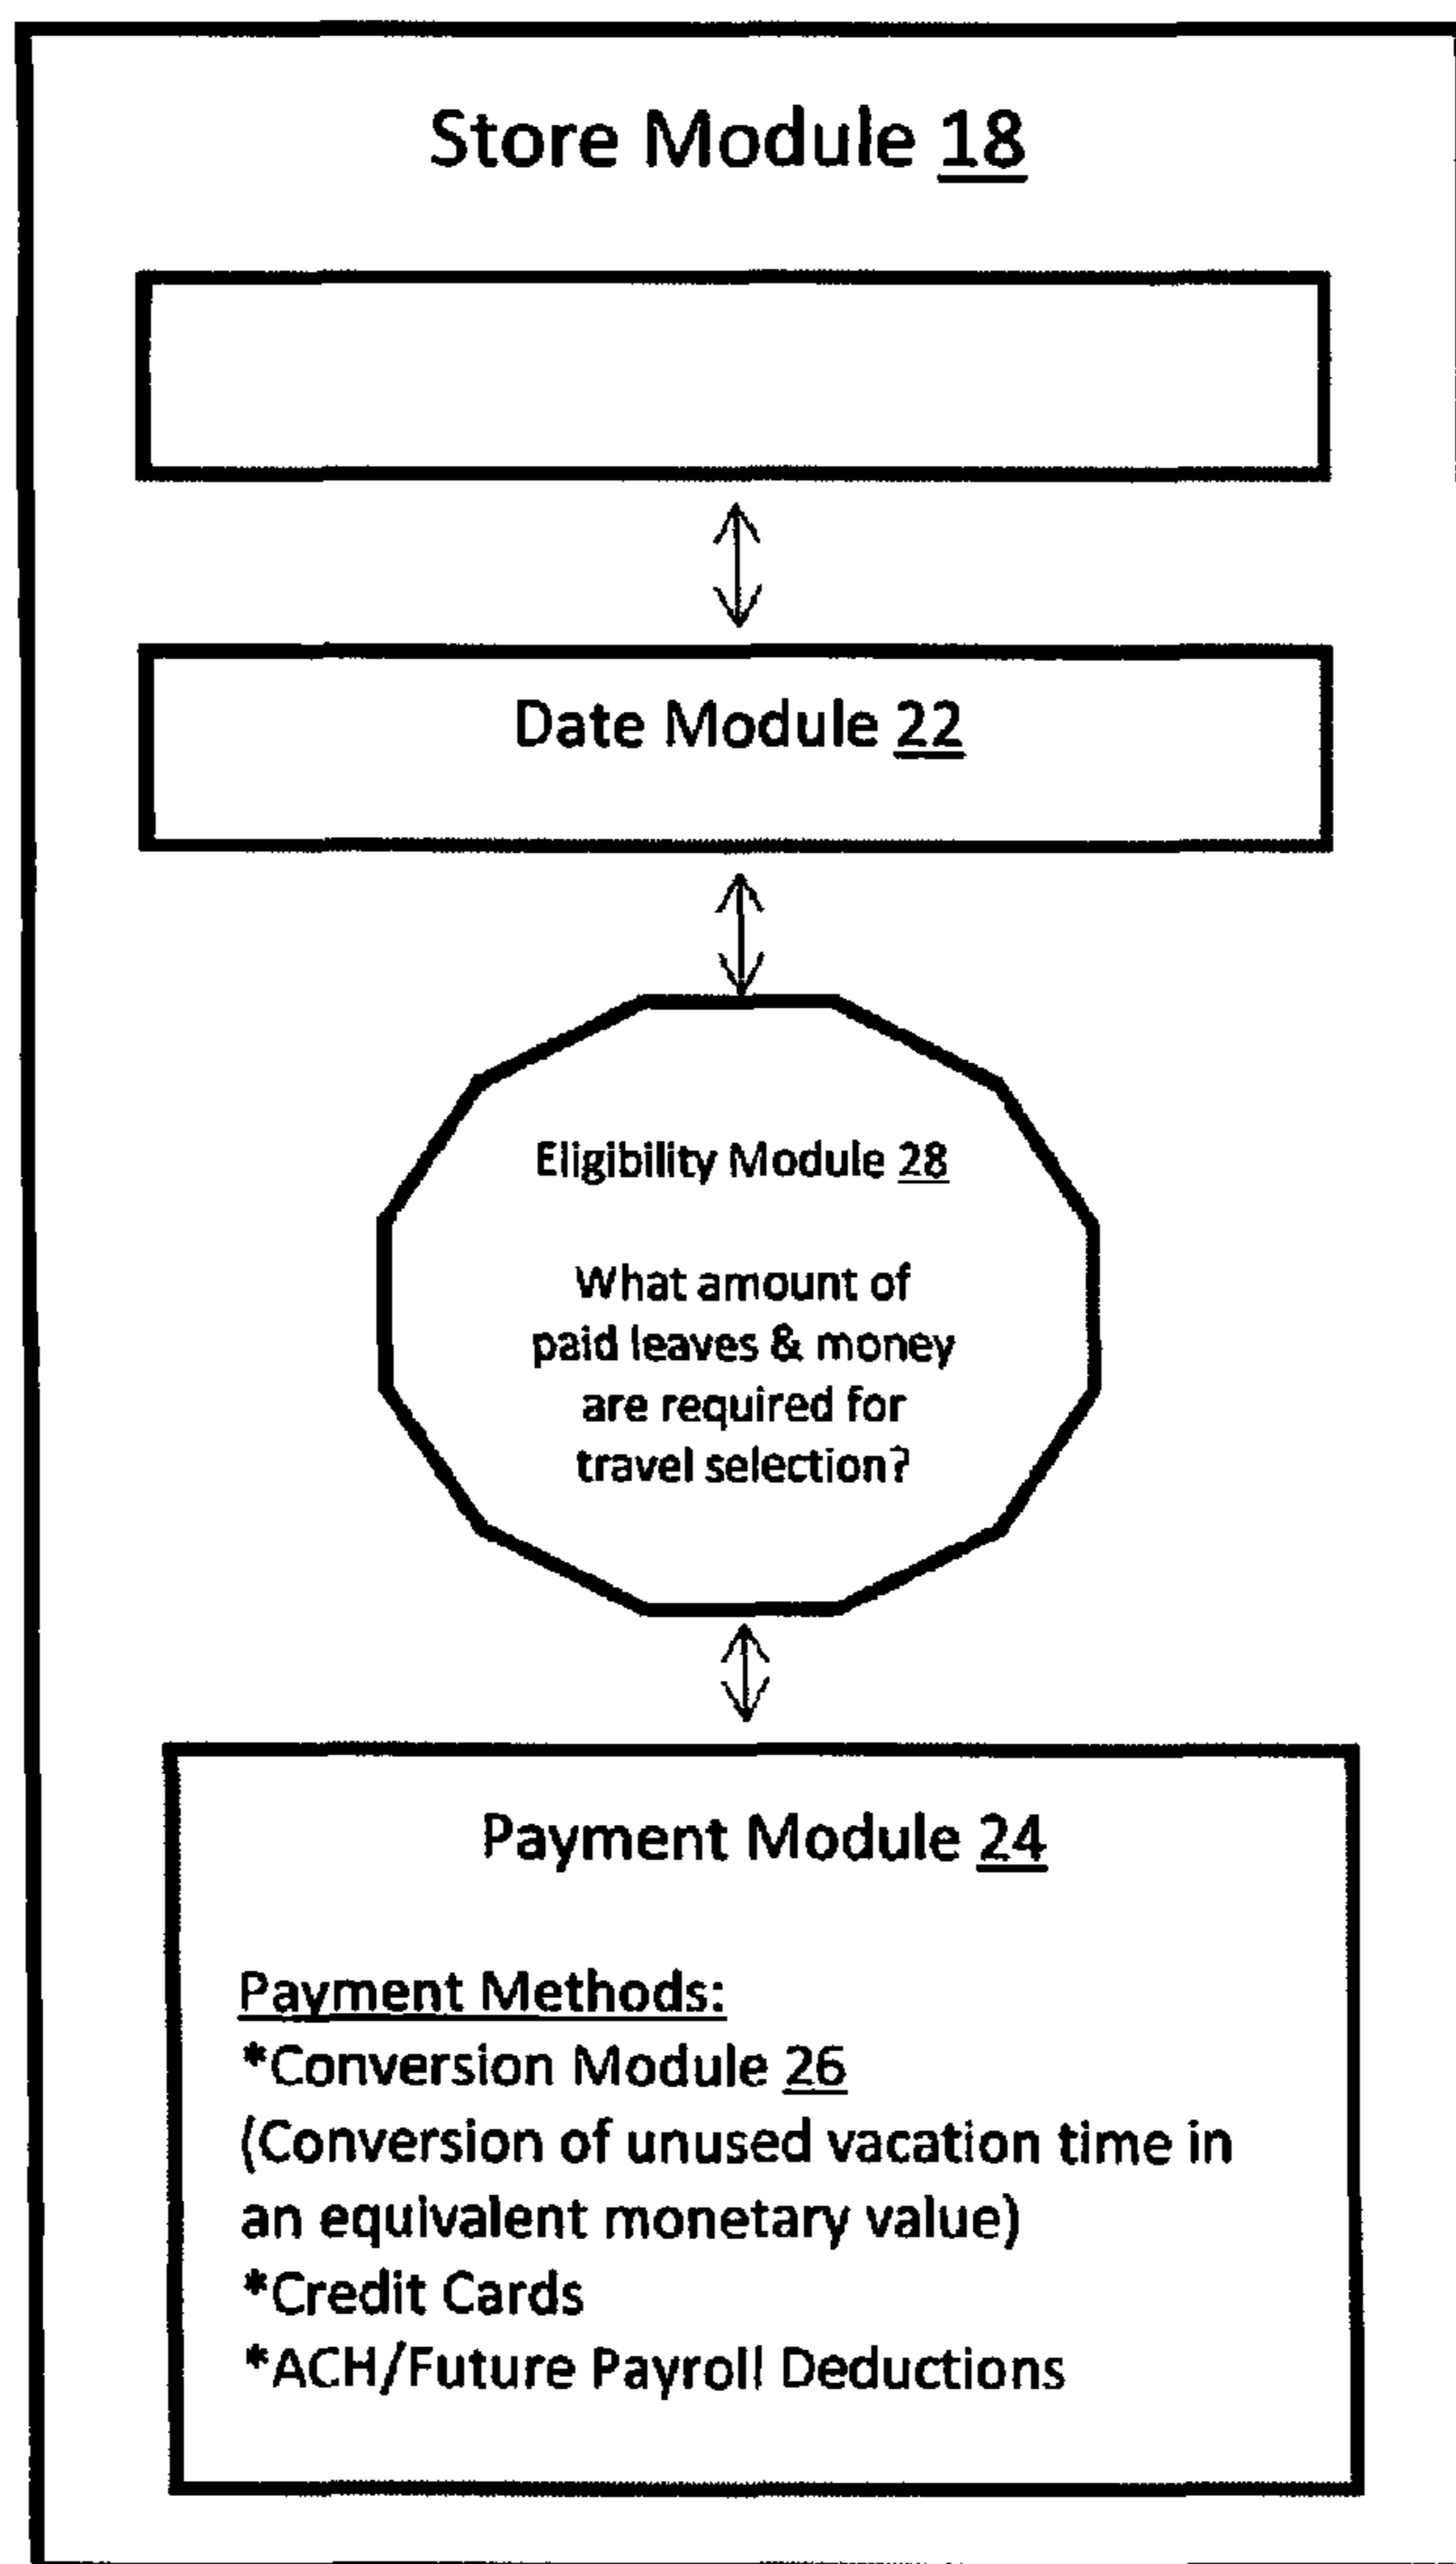 Store Module 18
Date Module 22
Eligibility Module 28
What amount of
paid leaves & money
are required for
travel selection?
Payment Module 24
Payment Methods:
*Conversion Module 26
(Conversion of unused vacation time in
an equivalent monetary value)
*Credit Cards
*ACH/Future Payroll Deductions